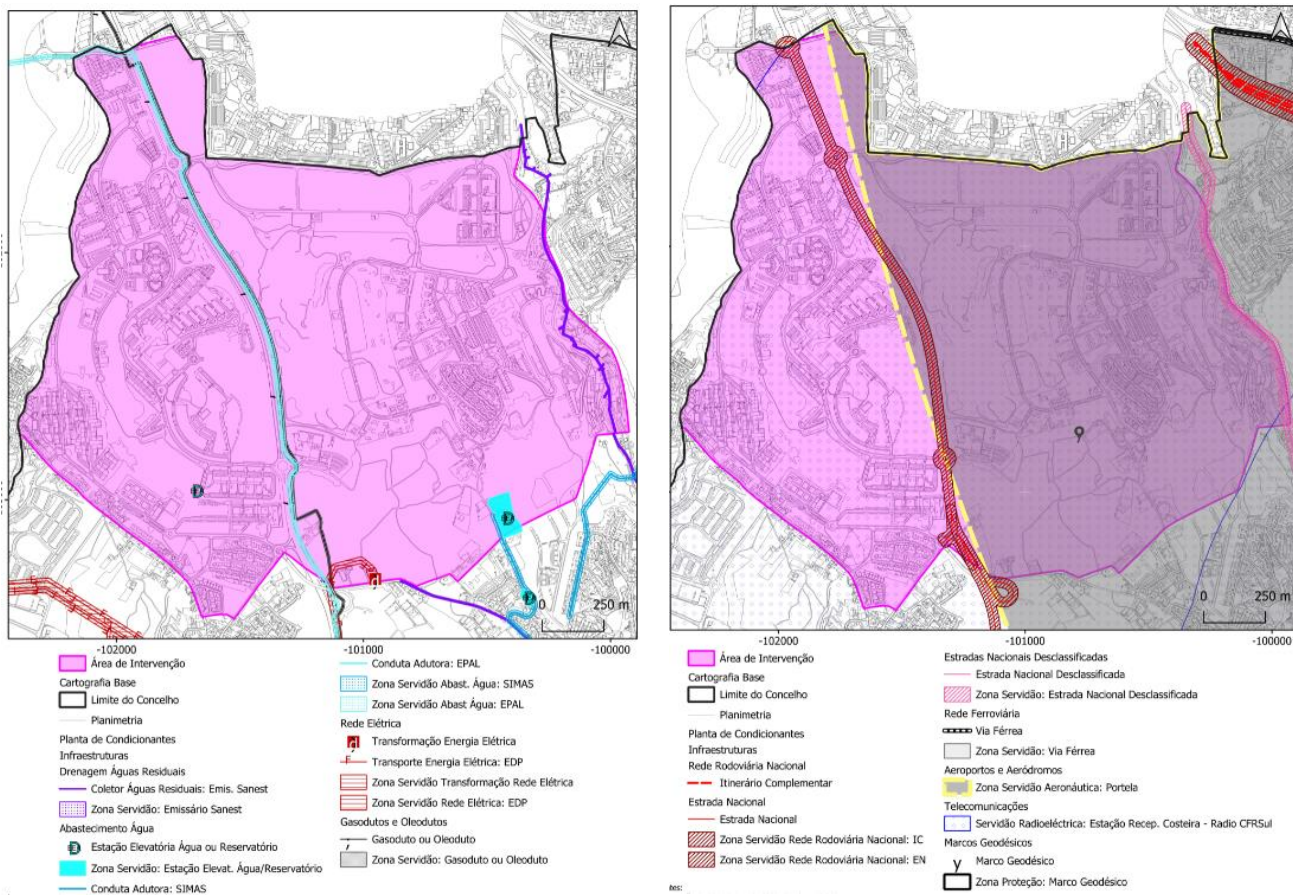 0 250 m
-102000 -101000 -100000
Área de Intervenção
Cartografia Base
Limite do Concelho
Planimetria
Planta de Condicionantes
Infraestruturas
Drenagem Águas Residuais
Coletor Águas Residuais: Emis. Sanest
Zona Servidão: Emissário Sanest
Abastecimento Água
Estação Elevatória Água ou Reservatório
Zona Servidão: Estação Elevat. Água/Reservatório
Conduta Adutora: SIMAS
Conduta Adutora: EPAL
Zona Servidão Abast. Água: SIMAS
Zona Servidão Abast Água: EPAL
Rede Elétrica
Transformação Energia Elétrica
Transporte Energia Elétrica: EDP
Zona Servidão Transformação Rede Elétrica
Zona Servidão Rede Elétrica: EDP
Gasodutos e Oleodutos
Gasoduto ou Oleoduto
Zona Servidão: Gasoduto ou Oleoduto
0 250 m
-102000 -101000 -100000
Área de Intervenção
Cartografia Base
Limite do Concelho
Planimetria
Planta de Condicionantes
Infraestruturas
Rede Rodoviária Nacional
Itinerário Complementar
Estrada Nacional
Estrada Nacional
Zona Servidão Rede Rodoviária Nacional: IC
Zona Servidão Rede Rodoviária Nacional: EN
Estradas Nacionais Desclassificadas
Estrada Nacional Desclassificada
Zona Servidão: Estrada Nacional Desclassificada
Rede Ferroviária
Via Férrea
Zona Servidão: Via Férrea
Aeroportos e Aeródromos
Zona Servidão Aeronáutica: Portela
Telecomunicações
Servidão Radioeléctrica: Estação Recep. Costeira - Radio CFRSul
Marcos Geodésicos
Marco Geodésico
Zona Proteção: Marco Geodésico
tes: